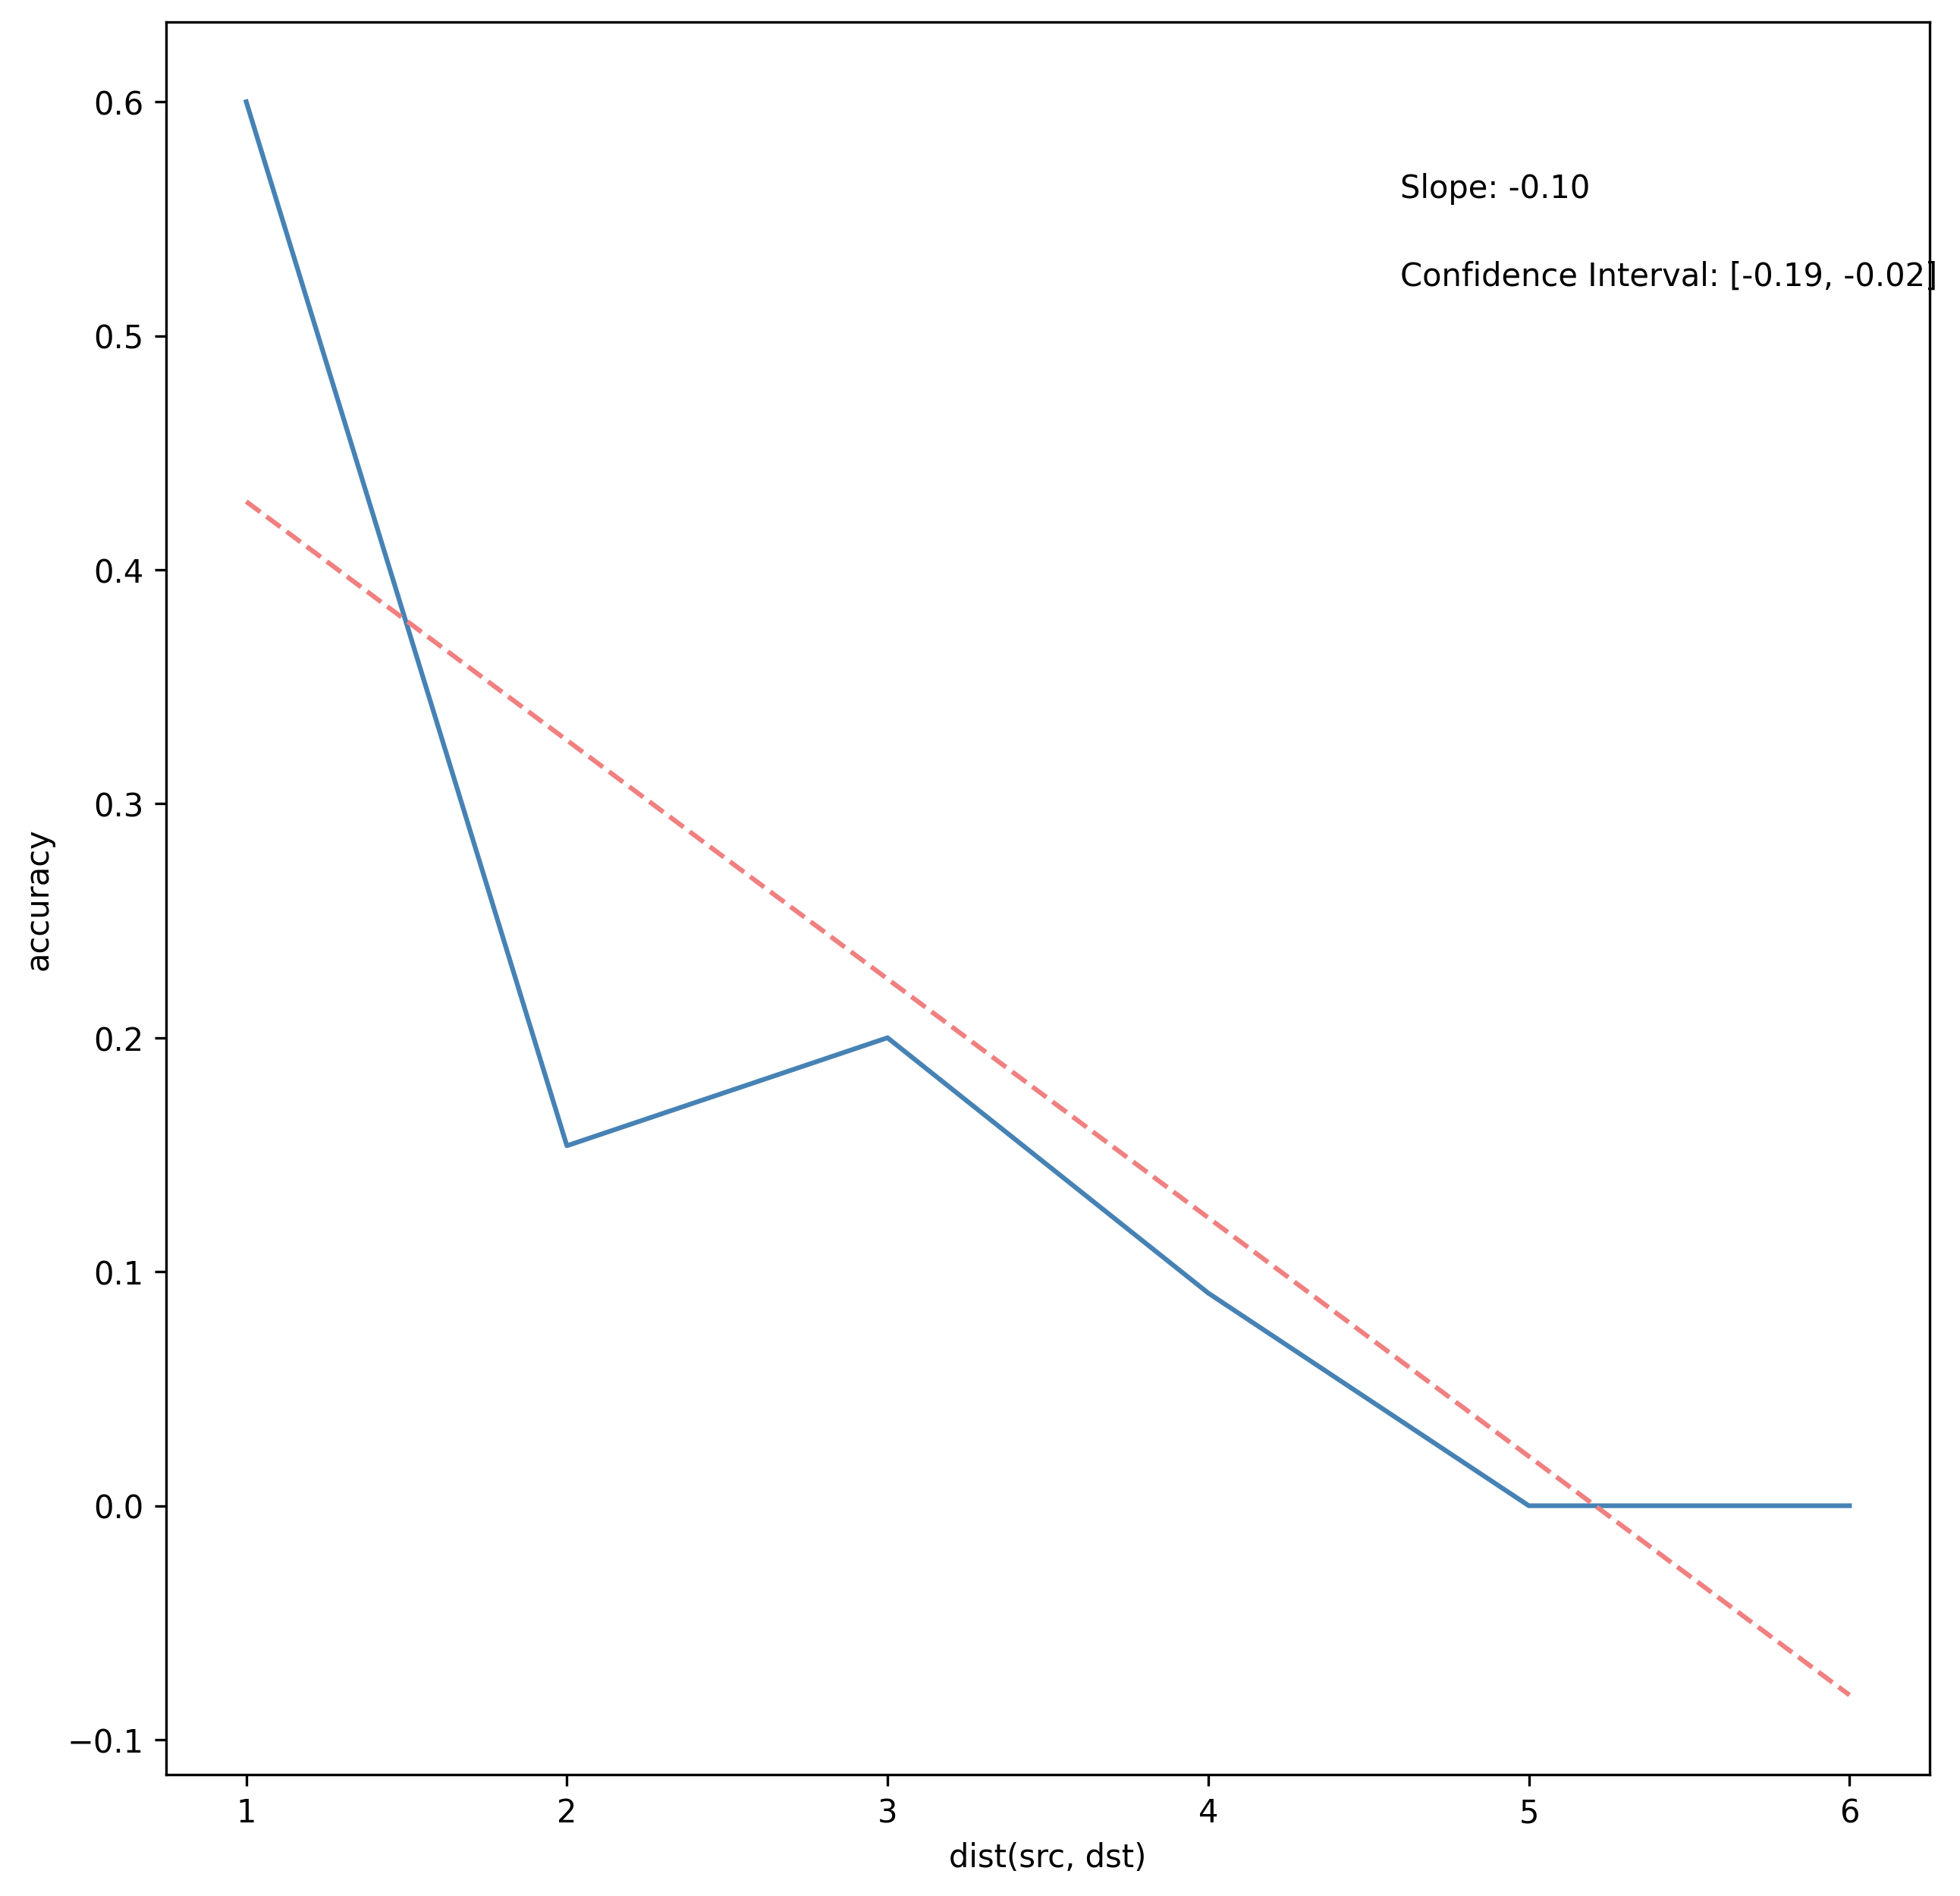 0.6
Slope: -0.10
Confidence Interval: [-0.19, -0.02]
0.5
0.4
0.3
accuracy
0.2
0.1
0.0
−0.1
1 2 3 4 5 6
dist(src, dst)